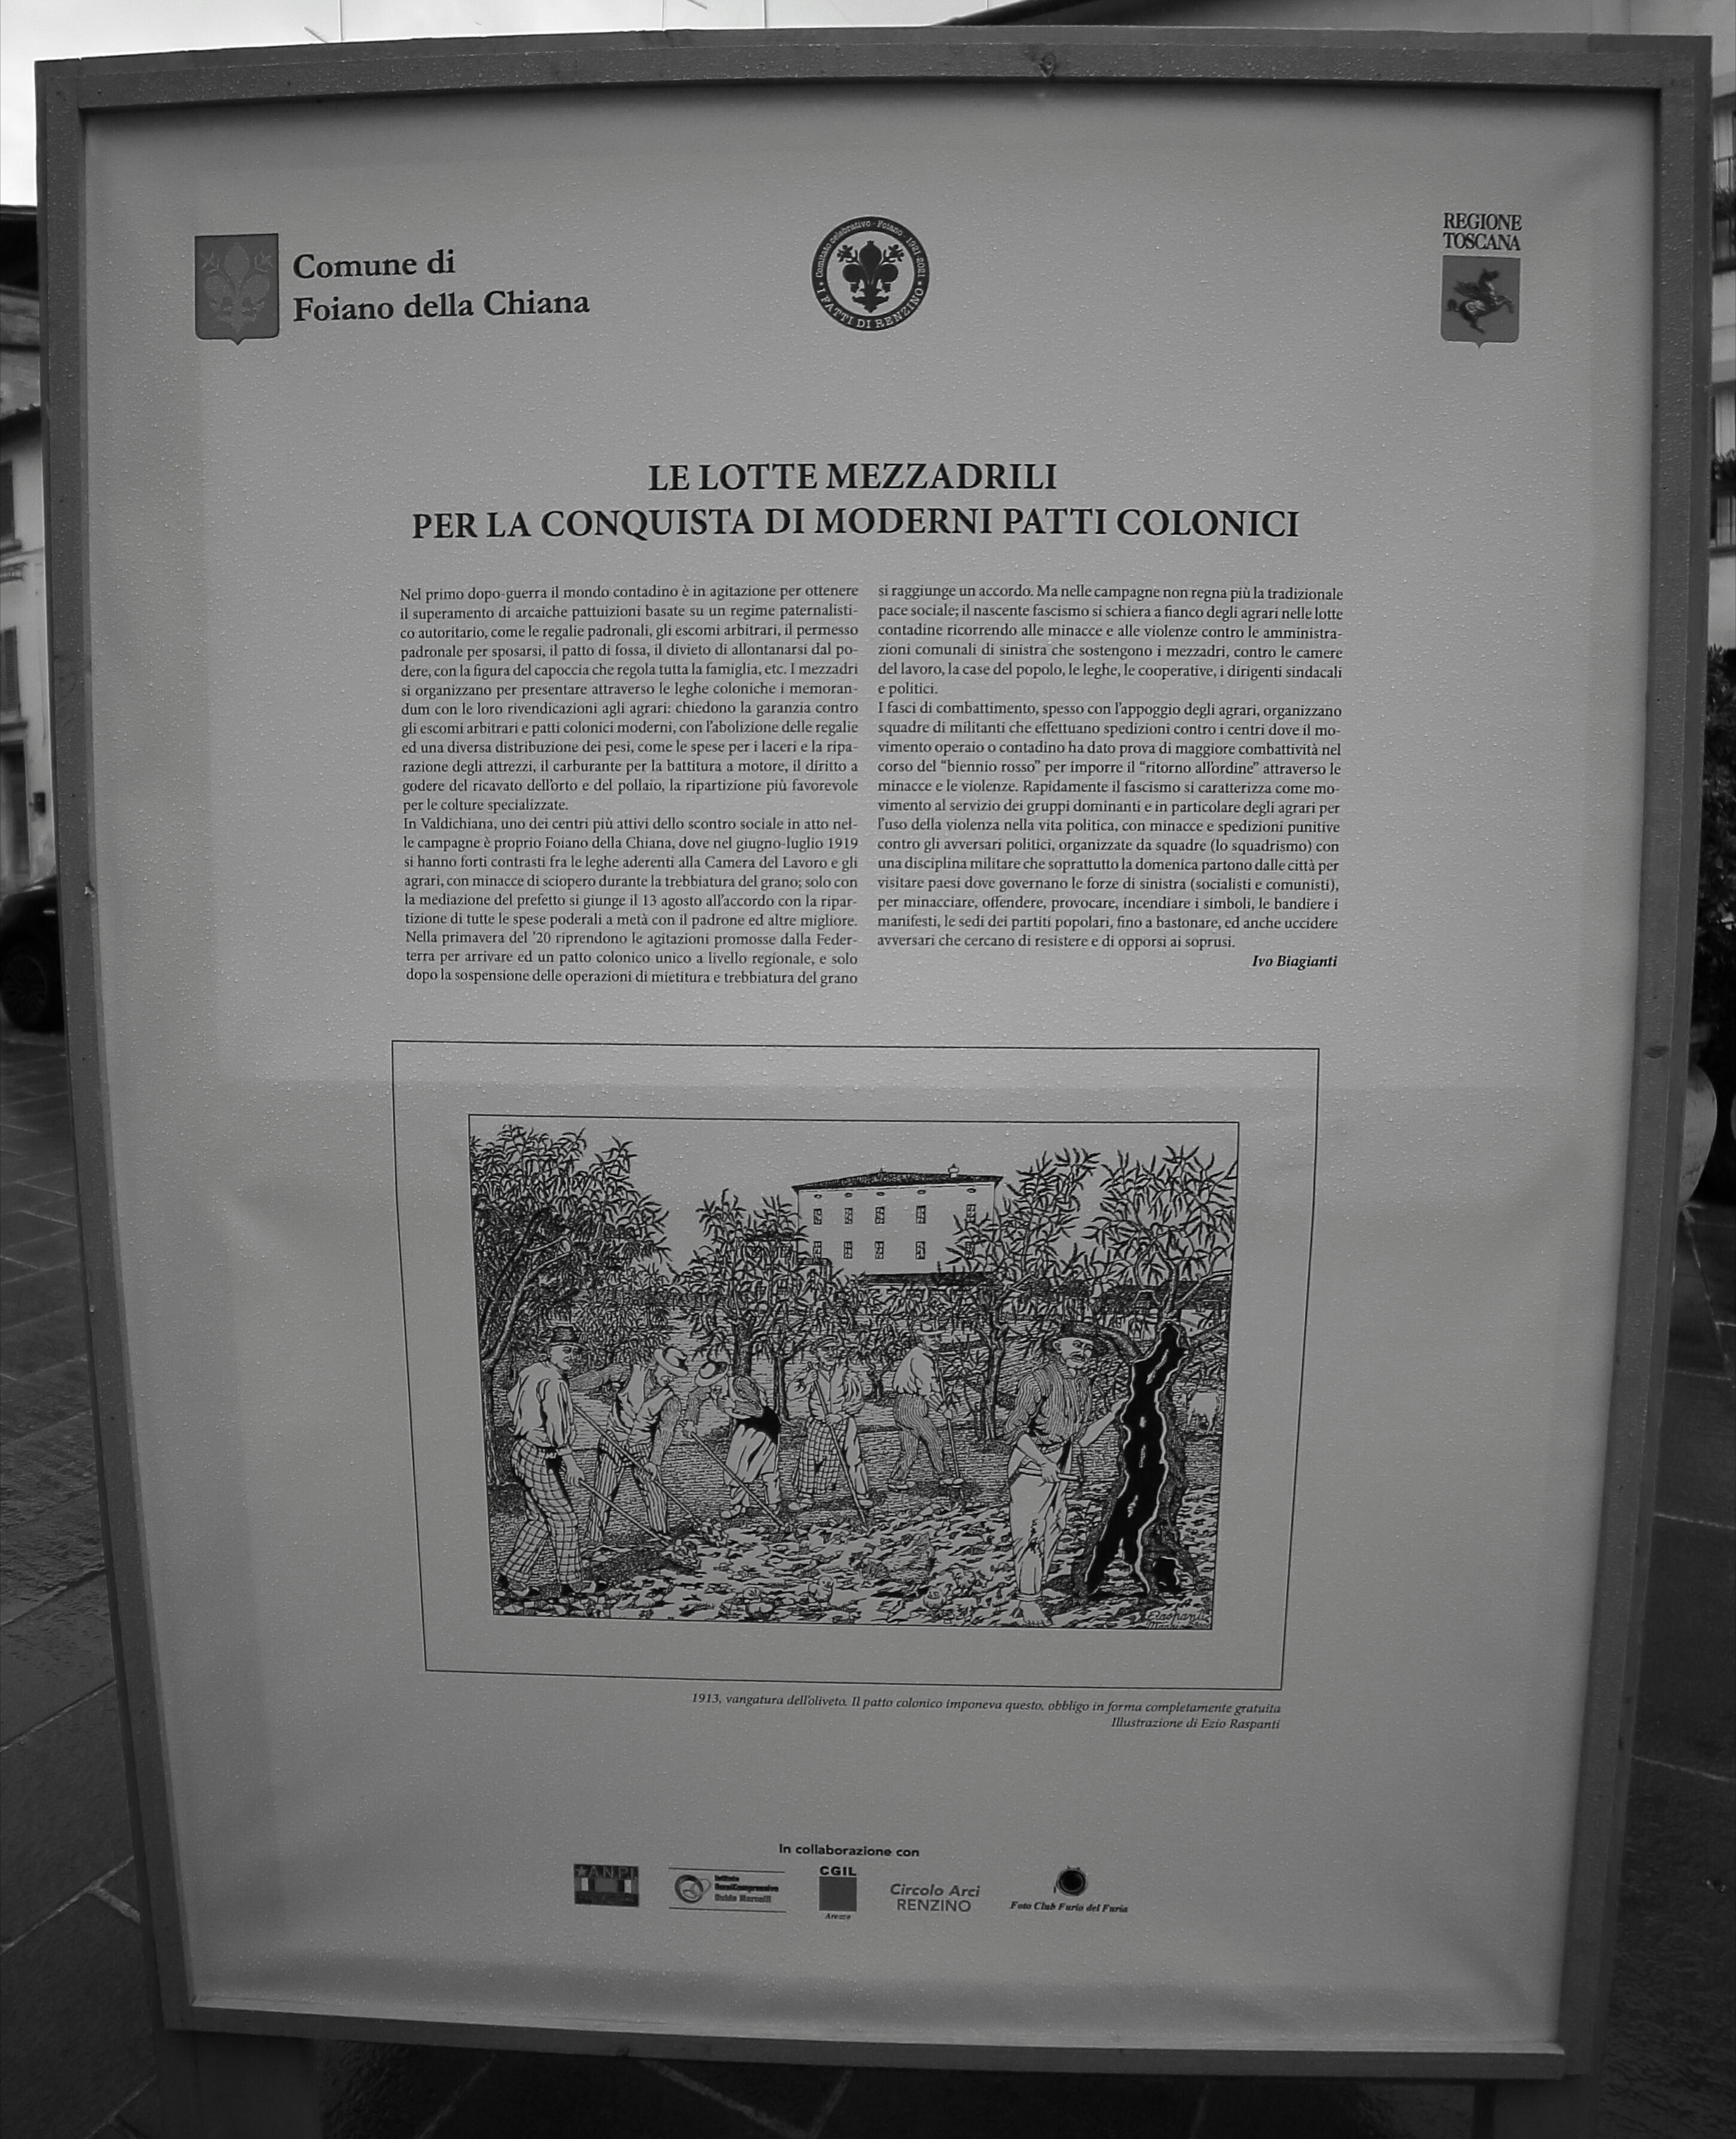 Comune di
Foiano della Chiana
Comitato celebrativo - Foiano - 1921-2021
I FATTI DI RENZINO
REGIONE
TOSCANA
LE LOTTE MEZZADRILI
PER LA CONQUISTA DI MODERNI PATTI COLONICI
Nel primo dopo-guerra il mondo contadino è in agitazione per ottenere
il superamento di arcaiche pattuizioni basate su un regime paternalisti-
co autoritario, come le regalie padronali, gli escomi arbitrari, il permesso
padronale per sposarsi, il patto di fossa, il divieto di allontanarsi dal po-
dere, con la figura del capoccia che regola tutta la famiglia, etc. I mezzadri
si organizzano per presentare attraverso le leghe coloniche i memoran-
dum con le loro rivendicazioni agli agrari: chiedono la garanzia contro
gli escomi arbitrari e patti colonici moderni, con l'abolizione delle regalie
ed una diversa distribuzione dei pesi, come le spese per i laceri e la ripa-
razione degli attrezzi, il carburante per la battitura a motore, il diritto a
godere del ricavato dell'orto e del pollaio, la ripartizione più favorevole
per le colture specializzate.
In Valdichiana, uno dei centri più attivi dello scontro sociale in atto nel-
le campagne è proprio Foiano della Chiana, dove nel giugno-luglio 1919
si hanno forti contrasti fra le leghe aderenti alla Camera del Lavoro e gli
agrari, con minacce di sciopero durante la trebbiatura del grano; solo con
la mediazione del prefetto si giunge il 13 agosto all'accordo con la ripar-
tizione di tutte le spese poderali a metà con il padrone ed altre migliore.
Nella primavera del '20 riprendono le agitazioni promosse dalla Feder-
terra per arrivare ed un patto colonico unico a livello regionale, e solo
dopo la sospensione delle operazioni di mietitura e trebbiatura del grano
si raggiunge un accordo. Ma nelle campagne non regna più la tradizionale
pace sociale; il nascente fascismo si schiera a fianco degli agrari nelle lotte
contadine ricorrendo alle minacce e alle violenze contro le amministra-
zioni comunali di sinistra che sostengono i mezzadri, contro le camere
del lavoro, la case del popolo, le leghe, le cooperative, i dirigenti sindacali
e politici.
I fasci di combattimento, spesso con l'appoggio degli agrari, organizzano
squadre di militanti che effettuano spedizioni contro i centri dove il mo-
vimento operaio o contadino ha dato prova di maggiore combattività nel
corso del "biennio rosso" per imporre il "ritorno all'ordine" attraverso le
minacce e le violenze. Rapidamente il fascismo si caratterizza come mo-
vimento al servizio dei gruppi dominanti e in particolare degli agrari per
l'uso della violenza nella vita politica, con minacce e spedizioni punitive
contro gli avversari politici, organizzate da squadre (lo squadrismo) con
una disciplina militare che soprattutto la domenica partono dalle città per
visitare paesi dove governano le forze di sinistra (socialisti e comunisti),
per minacciare, offendere, provocare, incendiare i simboli, le bandiere i
manifesti, le sedi dei partiti popolari, fino a bastonare, ed anche uccidere
avversari che cercano di resistere e di opporsi ai soprusi.
Ivo Biagianti
1913, vangatura dell'oliveto. Il patto colonico imponeva questo, obbligo in forma completamente gratuita
Illustrazione di Ezio Raspanti
In collaborazione con
ANPI
Istituto
OmniComprensivo
Guido Marcelli
CGIL
Arezzo
Circolo Arci
RENZINO
Foto Club Furio del Furia